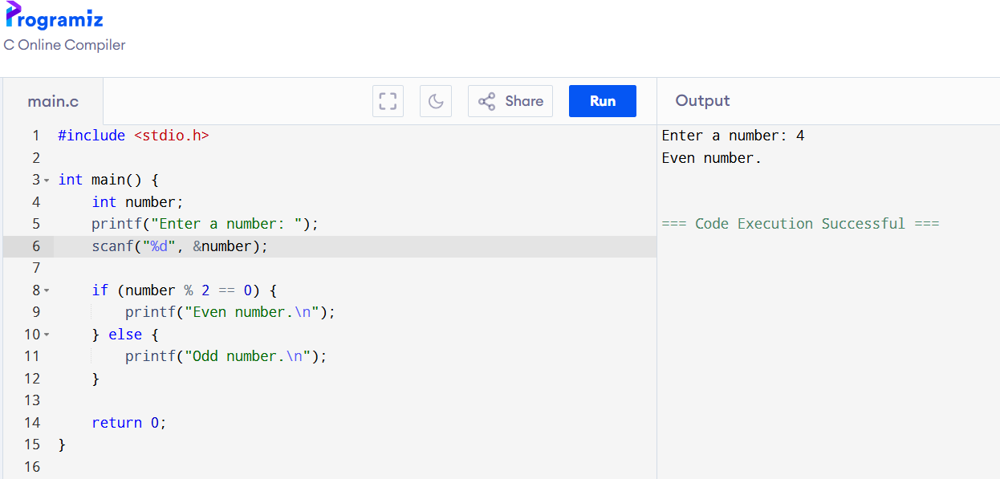 Programiz
C Online Compiler
main.c
Share
Run
Output
1 #include <stdio.h>
2
3 int main() {
4     int number;
5     printf("Enter a number: ");
6     scanf("%d", &number);
7
8     if (number % 2 == 0) {
9         printf("Even number.\n");
10     } else {
11         printf("Odd number.\n");
12     }
13
14     return 0;
15 }
16
Enter a number: 4
Even number.
=== Code Execution Successful ===